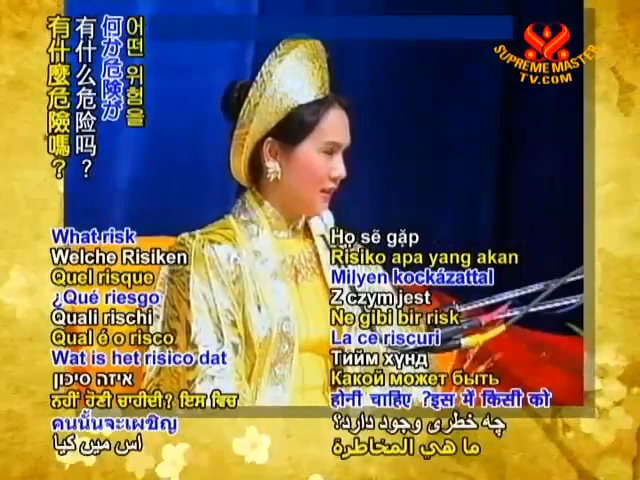 어떤 위험을
何か危険が
有什么危险吗？
有什麼危險嗎？
SUPREME MASTER
TV.COM
What risk
Welche Risiken
Quel risque
¿Qué riesgo
Quali rischi
Qual é o risco
Wat is het risico dat
איזה סיכון
ਨਹੀਂ ਹੋਣੀ ਚਾਹੀਦੀ? ਇਸ ਵਿਚ
คนนั้นจะเผชิญ
اس میں کیا
Họ sẽ gặp
Risiko apa yang akan
Milyen kockázattal
Z czym jest
Ne gibi bir risk
La ce riscuri
Тийм хүнд
Какой может быть
होनी चाहिए ?इस में किसी को
چه خطری وجود دارد؟
ما هي المخاطرة